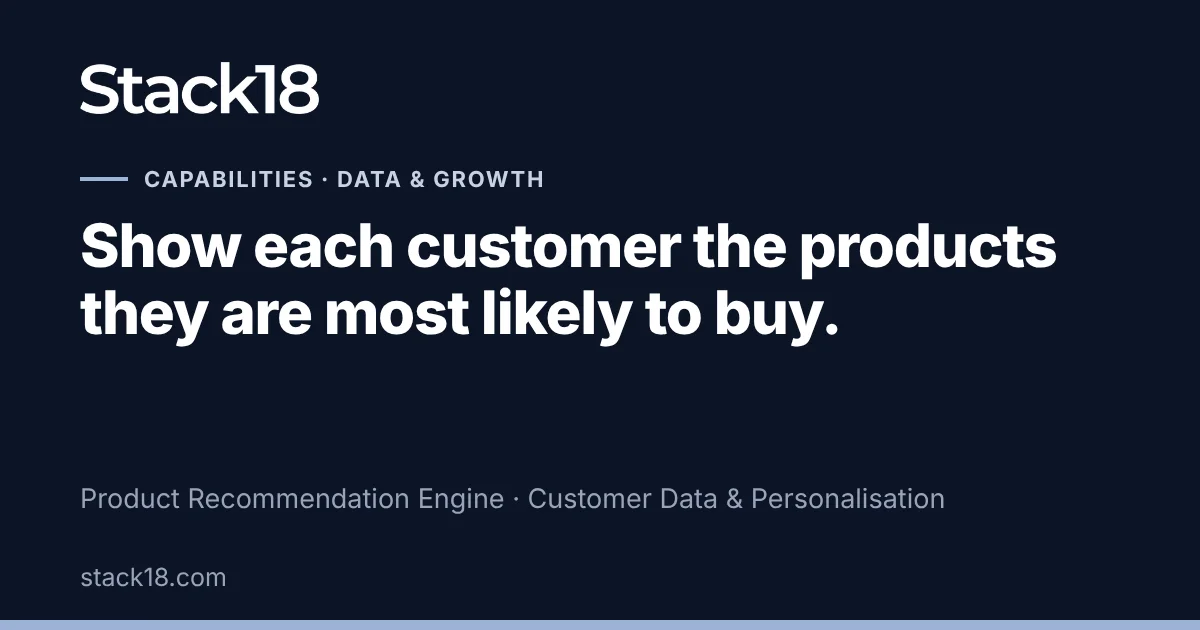 Stack18
CAPABILITIES · DATA & GROWTH
Show each customer the products
they are most likely to buy.
Product Recommendation Engine · Customer Data & Personalisation
stack18.com